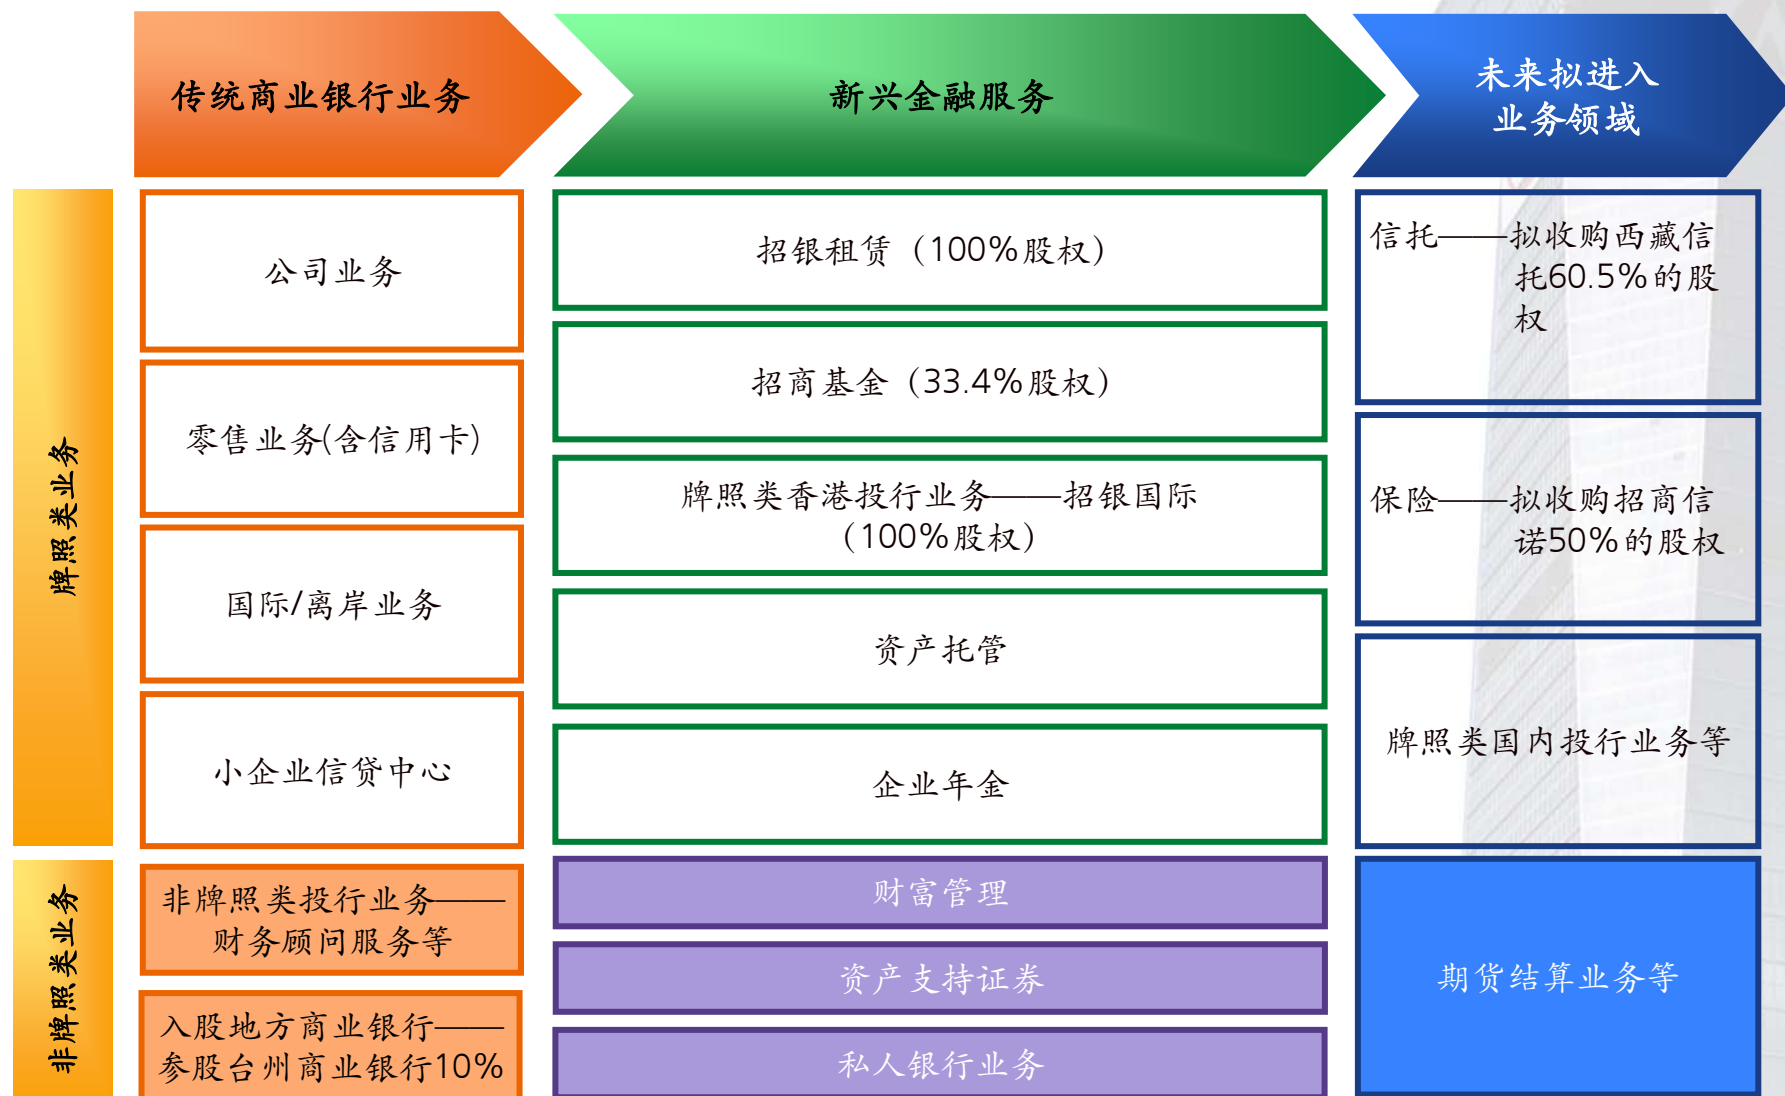 传统商业银行业务
新兴金融服务
未来拟进入
业务领域
牌照类业务
公司业务
零售业务(含信用卡)
国际/离岸业务
小企业信贷中心
招银租赁（100%股权）
招商基金（33.4%股权）
牌照类香港投行业务——招银国际
（100%股权）
资产托管
企业年金
信托——拟收购西藏信
托60.5%的股
权
保险——拟收购招商信
诺50%的股权
牌照类国内投行业务等
非牌照类业务
非牌照类投行业务——
财务顾问服务等
入股地方商业银行——
参股台州商业银行10%
财富管理
资产支持证券
私人银行业务
期货结算业务等